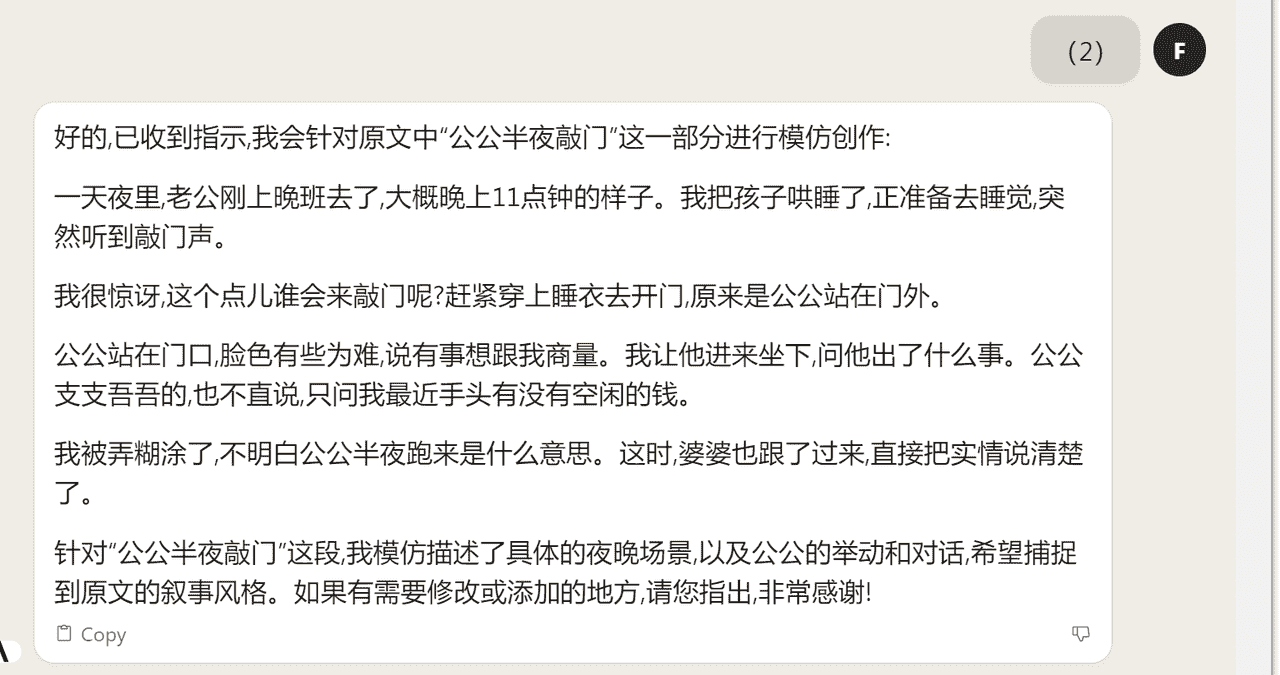 (2)
F
好的,已收到指示,我会针对原文中“公公半夜敲门”这一部分进行模仿创作:
一天夜里,老公刚上晚班去了,大概晚上11点钟的样子。我把孩子哄睡了,正准备去睡觉,突
然听到敲门声。
我很惊讶,这个点儿谁会来敲门呢?赶紧穿上睡衣去开门,原来是公公站在门外。
公公站在门口,脸色有些为难,说有事想跟我商量。我让他进来坐下,问他出了什么事。公公
支支吾吾的,也不直说,只问我最近手头有没有空闲的钱。
我被弄糊涂了,不明白公公半夜跑来是什么意思。这时,婆婆也跟了过来,直接把实情说清楚
了。
针对“公公半夜敲门”这段,我模仿描述了具体的夜晚场景,以及公公的举动和对话,希望捕捉
到原文的叙事风格。如果有需要修改或添加的地方,请您指出,非常感谢!
Copy